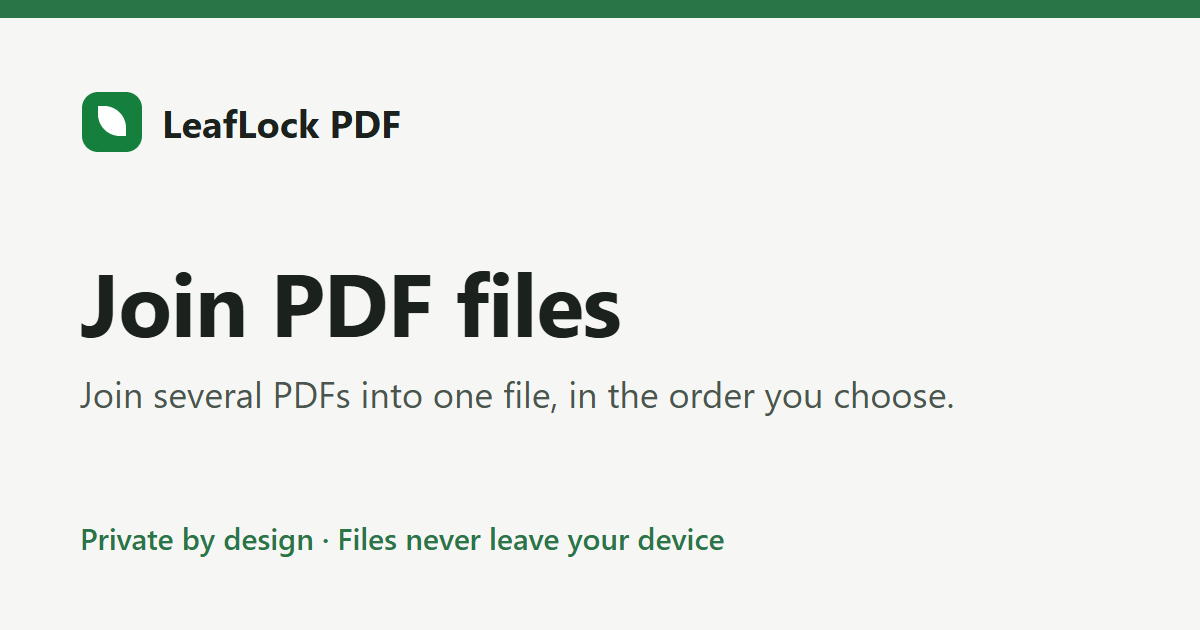 LeafLock PDF
Join PDF files
Join several PDFs into one file, in the order you choose.
Private by design · Files never leave your device